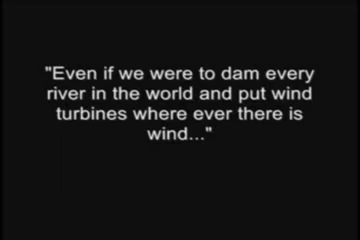 "Even if we were to dam every
river in the world and put wind
turbines where ever there is
wind..."